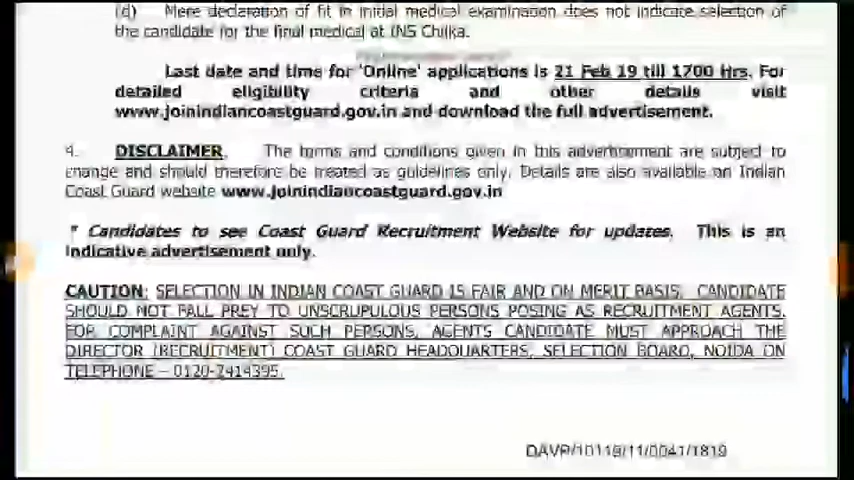 (d) Mere declaration of fit in initial medical examination does not indicate selection of
the candidate for the final medical at INS Chilka.
Last date and time for 'Online' applications is 21 Feb 19 till 1700 Hrs. For
detailed eligibility criteria and other details visit
www.joinindiancoastguard.gov.in and download the full advertisement.
4. DISCLAIMER. The terms and conditions given in this advertisement are subject to
change and should therefore be treated as guidelines only. Details are also available on Indian
Coast Guard website www.joinindiancoastguard.gov.in
* Candidates to see Coast Guard Recruitment Website for updates. This is an
indicative advertisement only.
CAUTION: SELECTION IN INDIAN COAST GUARD IS FAIR AND ON MERIT BASIS. CANDIDATE
SHOULD NOT FALL PREY TO UNSCRUPULOUS PERSONS POSING AS RECRUITMENT AGENTS.
FOR COMPLAINT AGAINST SUCH PERSONS, AGENTS CANDIDATE MUST APPROACH THE
DIRECTOR (RECRUITMENT) COAST GUARD HEADQUARTERS, SELECTION BOARD, NOIDA ON
TELEPHONE – 0120-2414395.
DAVP/10119/11/0041/1819